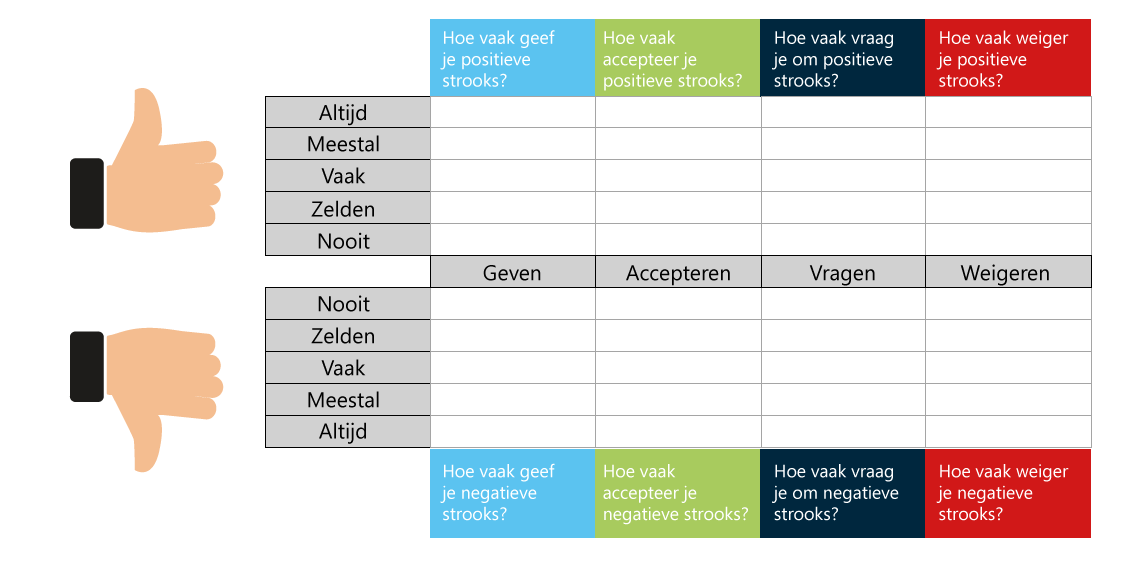 Hoe vaak geef
je positieve
strooks?
Hoe vaak
accepteer je
positieve strooks?
Hoe vaak vraag
je om positieve
strooks?
Hoe vaak weiger
je positieve
strooks?
Altijd
Meestal
Vaak
Zelden
Nooit
Geven
Accepteren
Vragen
Weigeren
Nooit
Zelden
Vaak
Meestal
Altijd
Hoe vaak geef
je negatieve
strooks?
Hoe vaak
accepteer je
negatieve strooks?
Hoe vaak vraag
je om negatieve
strooks?
Hoe vaak weiger
je negatieve
strooks?